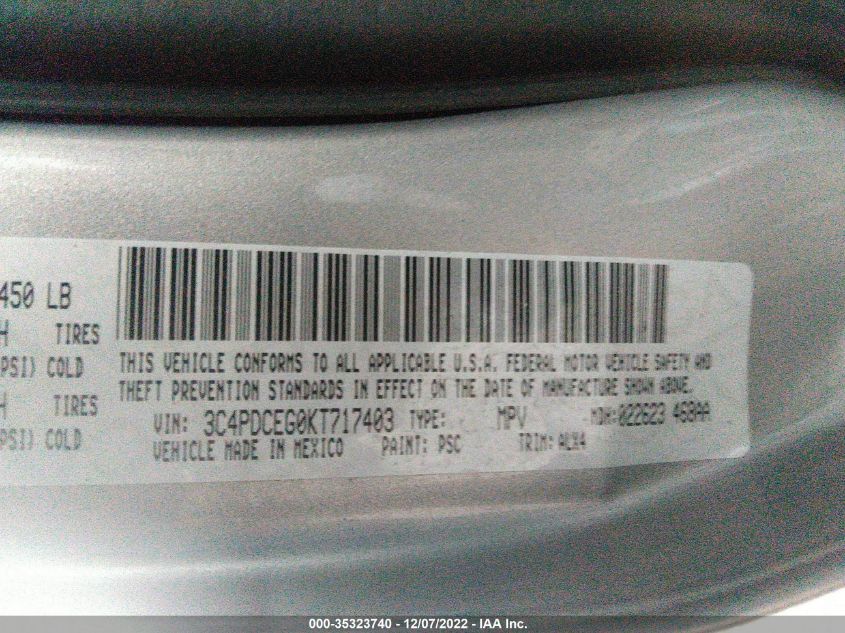 450 LB
H TIRES
PSI) COLD
H TIRES
PSI) COLD
THIS VEHICLE CONFORMS TO ALL APPLICABLE U.S.A. FEDERAL MOTOR VEHICLE SAFETY AND
THEFT PREVENTION STANDARDS IN EFFECT ON THE DATE OF MANUFACTURE SHOWN ABOVE.
VIN: 3C4PDCEG0KT717403 TYPE: MPV MDH:022623 468AA
VEHICLE MADE IN MEXICO PAINT: PSC TRIM: ALX4
000-35323740 - 12/07/2022 - IAA Inc.